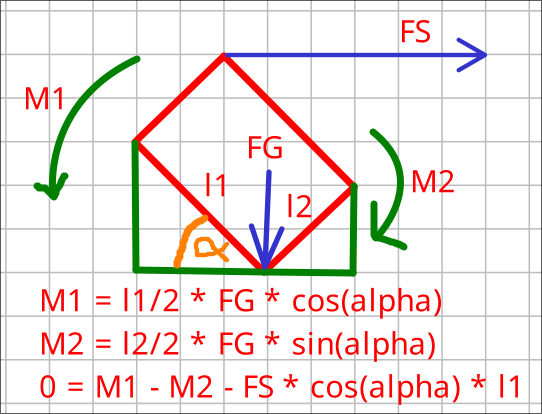 FS
M1
FG
l1
M2
l2
α
M1 = l1/2 * FG * cos(alpha)
M2 = l2/2 * FG * sin(alpha)
0 = M1 - M2 - FS * cos(alpha) * l1